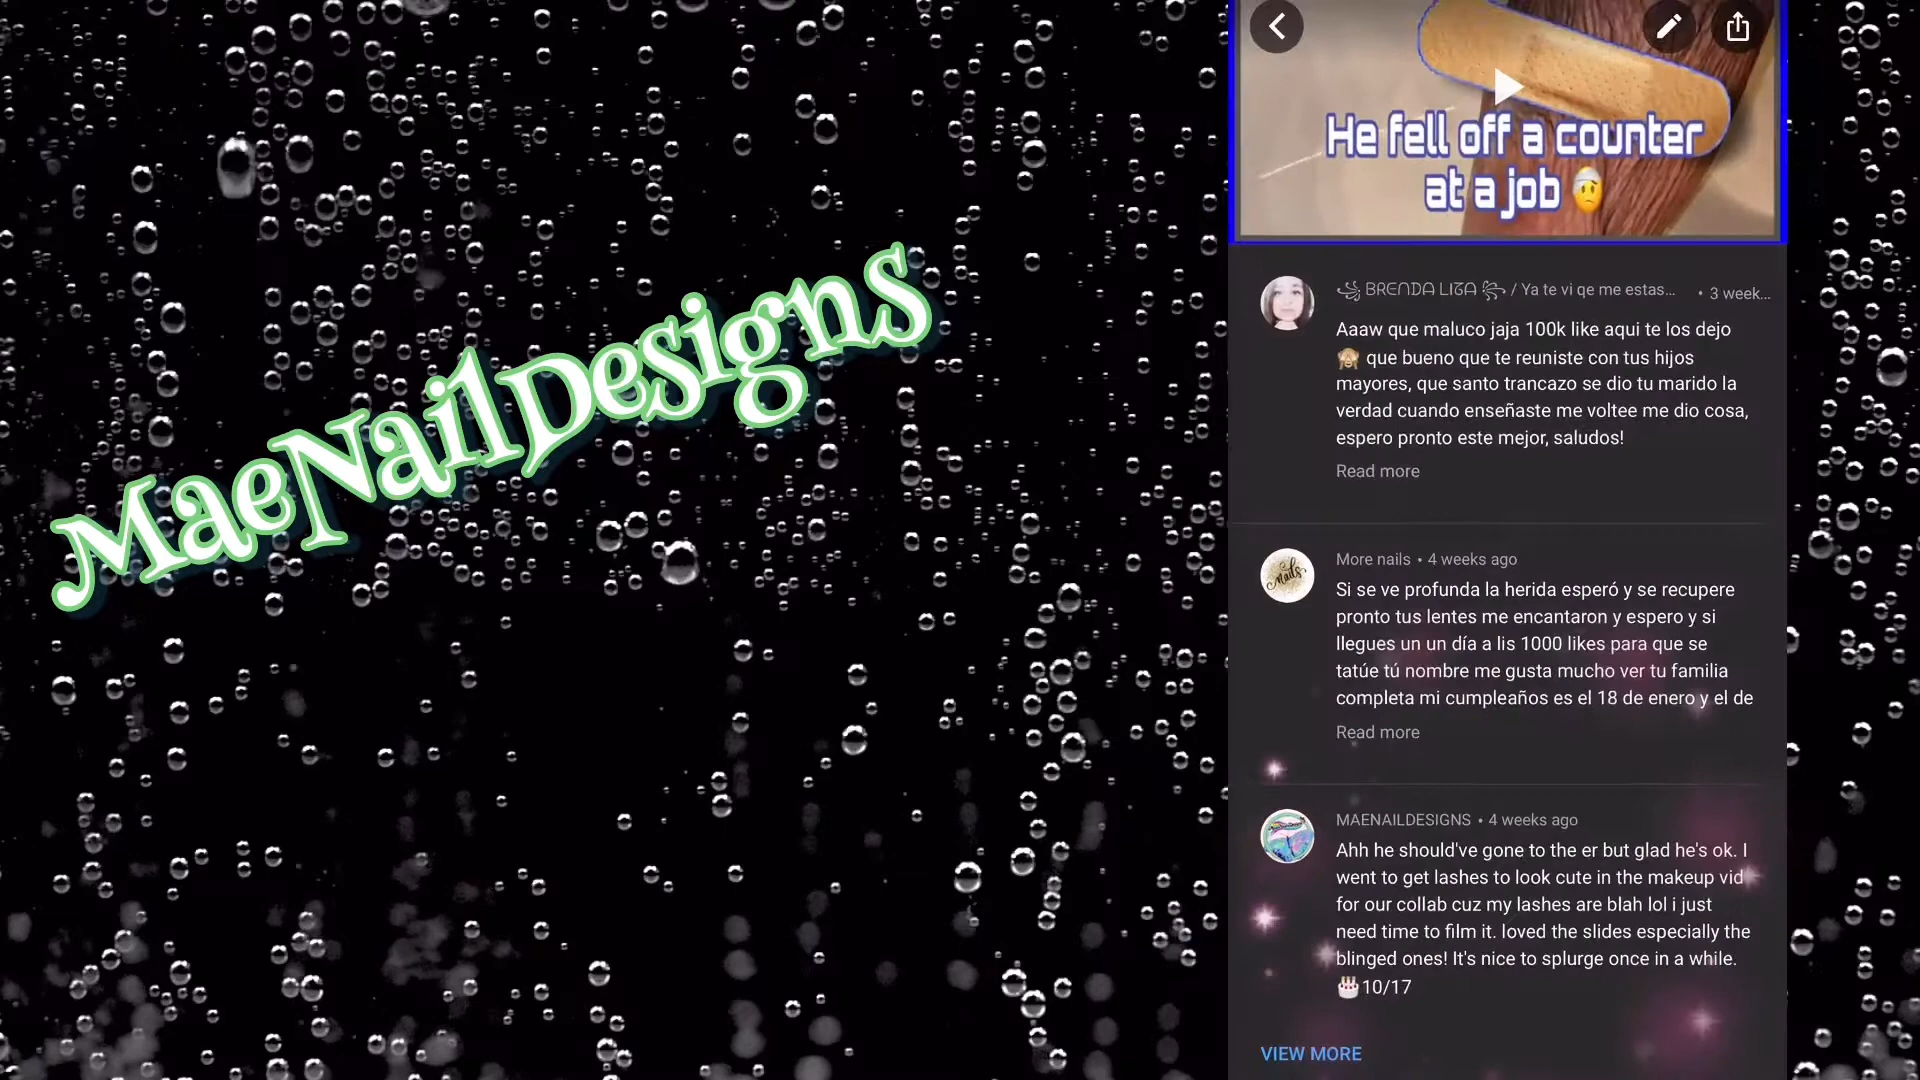 MaeNailDesigns
He fell off a counter
at a job 🤕
꧁ BRENDA LIZA ꧂ / Ya te vi qe me estas... • 3 week...
Aaaw que maluco jaja 100k like aqui te los dejo
🙈 que bueno que te reuniste con tus hijos
mayores, que santo trancazo se dio tu marido la
verdad cuando enseñaste me voltee me dio cosa,
espero pronto este mejor, saludos!
Read more
More nails • 4 weeks ago
Si se ve profunda la herida esperó y se recupere
pronto tus lentes me encantaron y espero y si
llegues un un día a lis 1000 likes para que se
tatúe tú nombre me gusta mucho ver tu familia
completa mi cumpleaños es el 18 de enero y el de
Read more
MAENAILDESIGNS • 4 weeks ago
Ahh he should've gone to the er but glad he's ok. I
went to get lashes to look cute in the makeup vid
for our collab cuz my lashes are blah lol i just
need time to film it. loved the slides especially the
blinged ones! It's nice to splurge once in a while.
🎂10/17
VIEW MORE